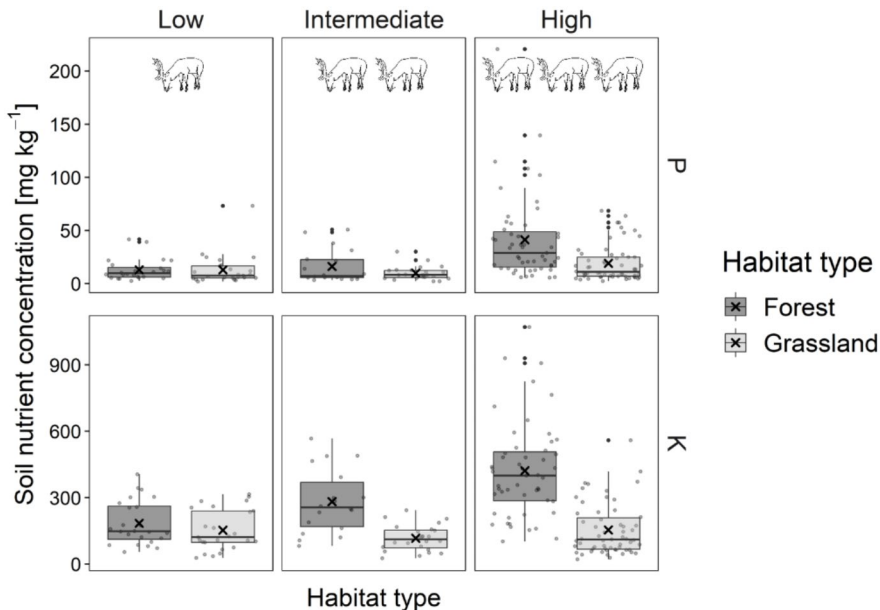 Low Intermediate High
Soil nutrient concentration [mg kg⁻¹]
200
150
100
50
0
P
900
600
300
0
K
Habitat type
Habitat type
Forest
Grassland